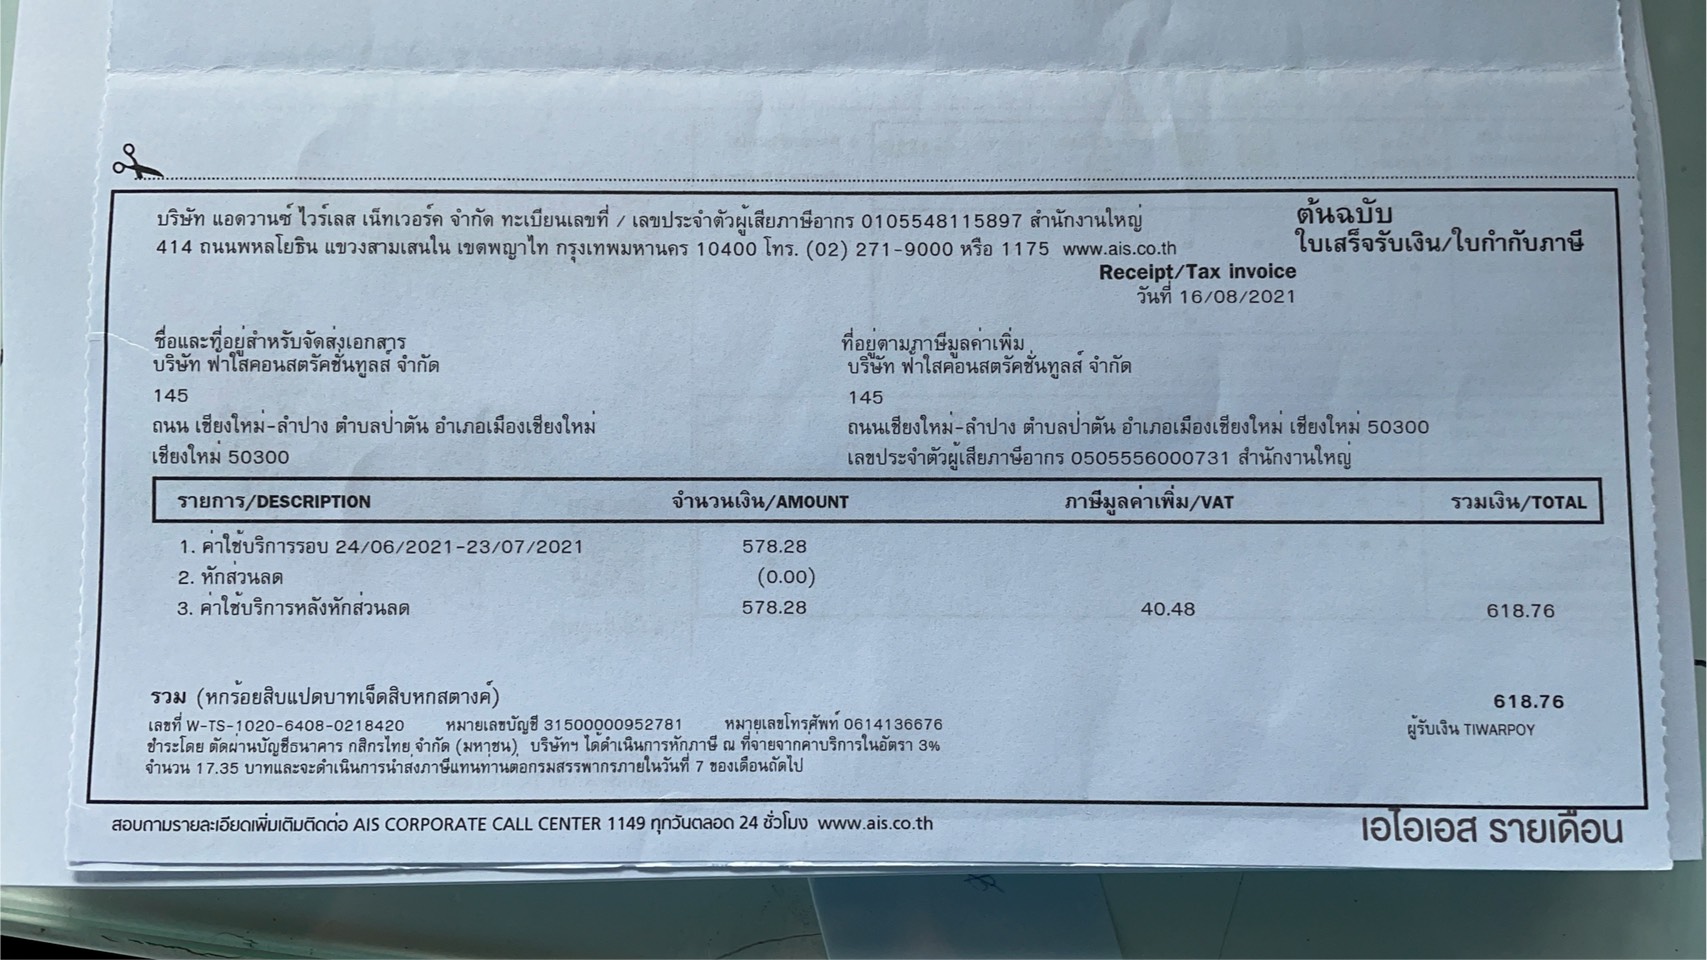 บริษัท แอดวานซ์ ไวร์เลส เน็ทเวอร์ค จำกัด ทะเบียนเลขที่ / เลขประจำตัวผู้เสียภาษีอากร 0105548115897 สำนักงานใหญ่
414 ถนนพหลโยธิน แขวงสามเสนใน เขตพญาไท กรุงเทพมหานคร 10400 โทร. (02) 271-9000 หรือ 1175 www.ais.co.th
ต้นฉบับ
ใบเสร็จรับเงิน/ใบกำกับภาษี
Receipt/Tax invoice
วันที่ 16/08/2021
ชื่อและที่อยู่สำหรับจัดส่งเอกสาร
บริษัท ฟ้าใสคอนสตรัคชั่นทูลส์ จำกัด
145
ถนน เชียงใหม่-ลำปาง ตำบลป่าตัน อำเภอเมืองเชียงใหม่
เชียงใหม่ 50300
ที่อยู่ตามภาษีมูลค่าเพิ่ม
บริษัท ฟ้าใสคอนสตรัคชั่นทูลส์ จำกัด
145
ถนนเชียงใหม่-ลำปาง ตำบลป่าตัน อำเภอเมืองเชียงใหม่ เชียงใหม่ 50300
เลขประจำตัวผู้เสียภาษีอากร 0505556000731 สำนักงานใหญ่
รายการ/DESCRIPTION จำนวนเงิน/AMOUNT ภาษีมูลค่าเพิ่ม/VAT รวมเงิน/TOTAL
1. ค่าใช้บริการรอบ 24/06/2021-23/07/2021 578.28
2. หักส่วนลด (0.00)
3. ค่าใช้บริการหลังหักส่วนลด 578.28 40.48 618.76
รวม (หกร้อยสิบแปดบาทเจ็ดสิบหกสตางค์) 618.76
เลขที่ W-TS-1020-6408-0218420 หมายเลขบัญชี 31500000952781 หมายเลขโทรศัพท์ 0614136676 ผู้รับเงิน TIWARPOY
ชำระโดย ตัดผ่านบัญชีธนาคาร กสิกรไทย จำกัด (มหาชน) บริษัทฯ ได้ดำเนินการหักภาษี ณ ที่จ่ายจากค่าบริการในอัตรา 3%
จำนวน 17.35 บาทและจะดำเนินการนำส่งภาษีแทนท่านต่อกรมสรรพากรภายในวันที่ 7 ของเดือนถัดไป
สอบถามรายละเอียดเพิ่มเติมติดต่อ AIS CORPORATE CALL CENTER 1149 ทุกวันตลอด 24 ชั่วโมง www.ais.co.th
เอไอเอส รายเดือน